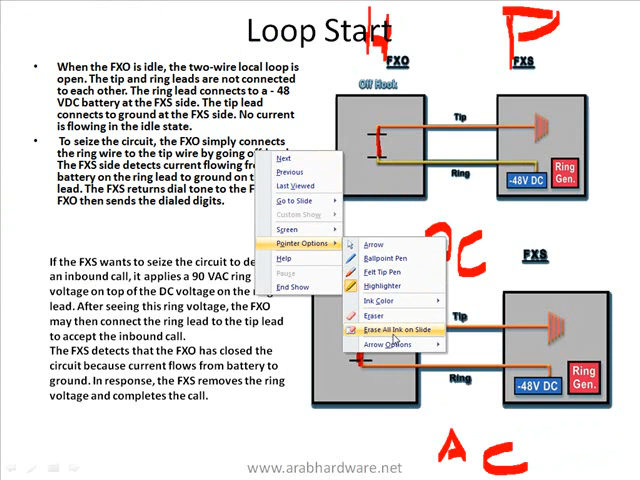 Loop Start
H
P
When the FXO is idle, the two-wire local loop is
open. The tip and ring leads are not connected
to each other. The ring lead connects to a - 48
VDC battery at the FXS side. The tip lead
connects to ground at the FXS side. No current
is flowing in the idle state.
To seize the circuit, the FXO simply connects
the ring wire to the tip wire by going off
The FXS side detects current flowing
battery on the ring lead to ground on
lead. The FXS returns dial tone to the
FXO then sends the dialed digits.
FXO
FXS
Off Hook
Tip
Ring
-48V DC
Ring
Gen.
Next
Previous
Last Viewed
Go to Slide
Custom Show
Screen
Pointer Options
Help
Pause
End Show
Arrow
Ballpoint Pen
Felt Tip Pen
Highlighter
Ink Color
Eraser
Erase All Ink on Slide
Arrow Options
If the FXS wants to seize the circuit to
an inbound call, it applies a 90 VAC ring
voltage on top of the DC voltage on the
lead. After seeing this ring voltage, the FXO
may then connect the ring lead to the tip lead
to accept the inbound call.
The FXS detects that the FXO has closed the
circuit because current flows from battery to
ground. In response, the FXS removes the ring
voltage and completes the call.
C
FXS
Tip
Ring
-48V DC
Ring
Gen.
AC
www.arabhardware.net